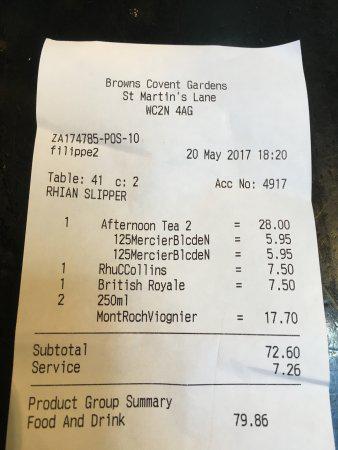 Browns Covent Gardens
St Martin's Lane
WC2N 4AG
ZA174785-POS-10
filippe2 20 May 2017 18:20
Table: 41 c: 2 Acc No: 4917
RHIAN SLIPPER
1 Afternoon Tea 2 = 28.00
125MercierBlcdeN = 5.95
125MercierBlcdeN = 5.95
1 RhuCCollins = 7.50
1 British Royale = 7.50
2 250ml
MontRochViognier = 17.70
Subtotal 72.60
Service 7.26
Product Group Summary
Food And Drink 79.86